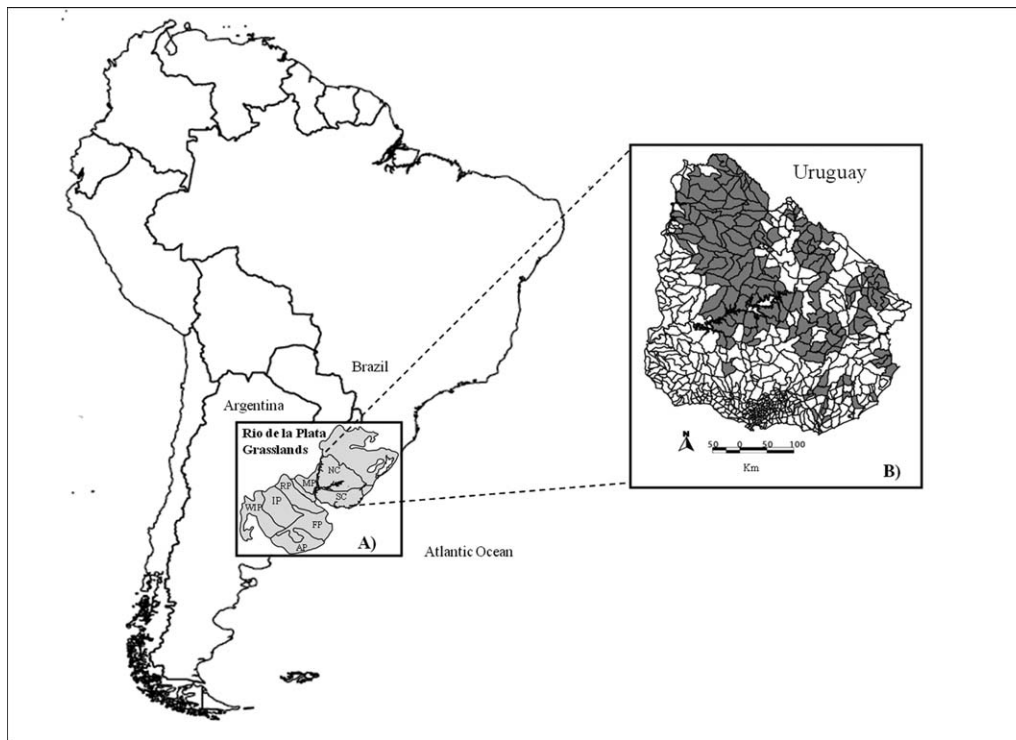 Brazil
Argentina
Rio de la Plata
Grasslands
NC
MP
RP
SC
IP
WIP
FP
AP
A)
Atlantic Ocean
Uruguay
50 0 50 100
Km
B)